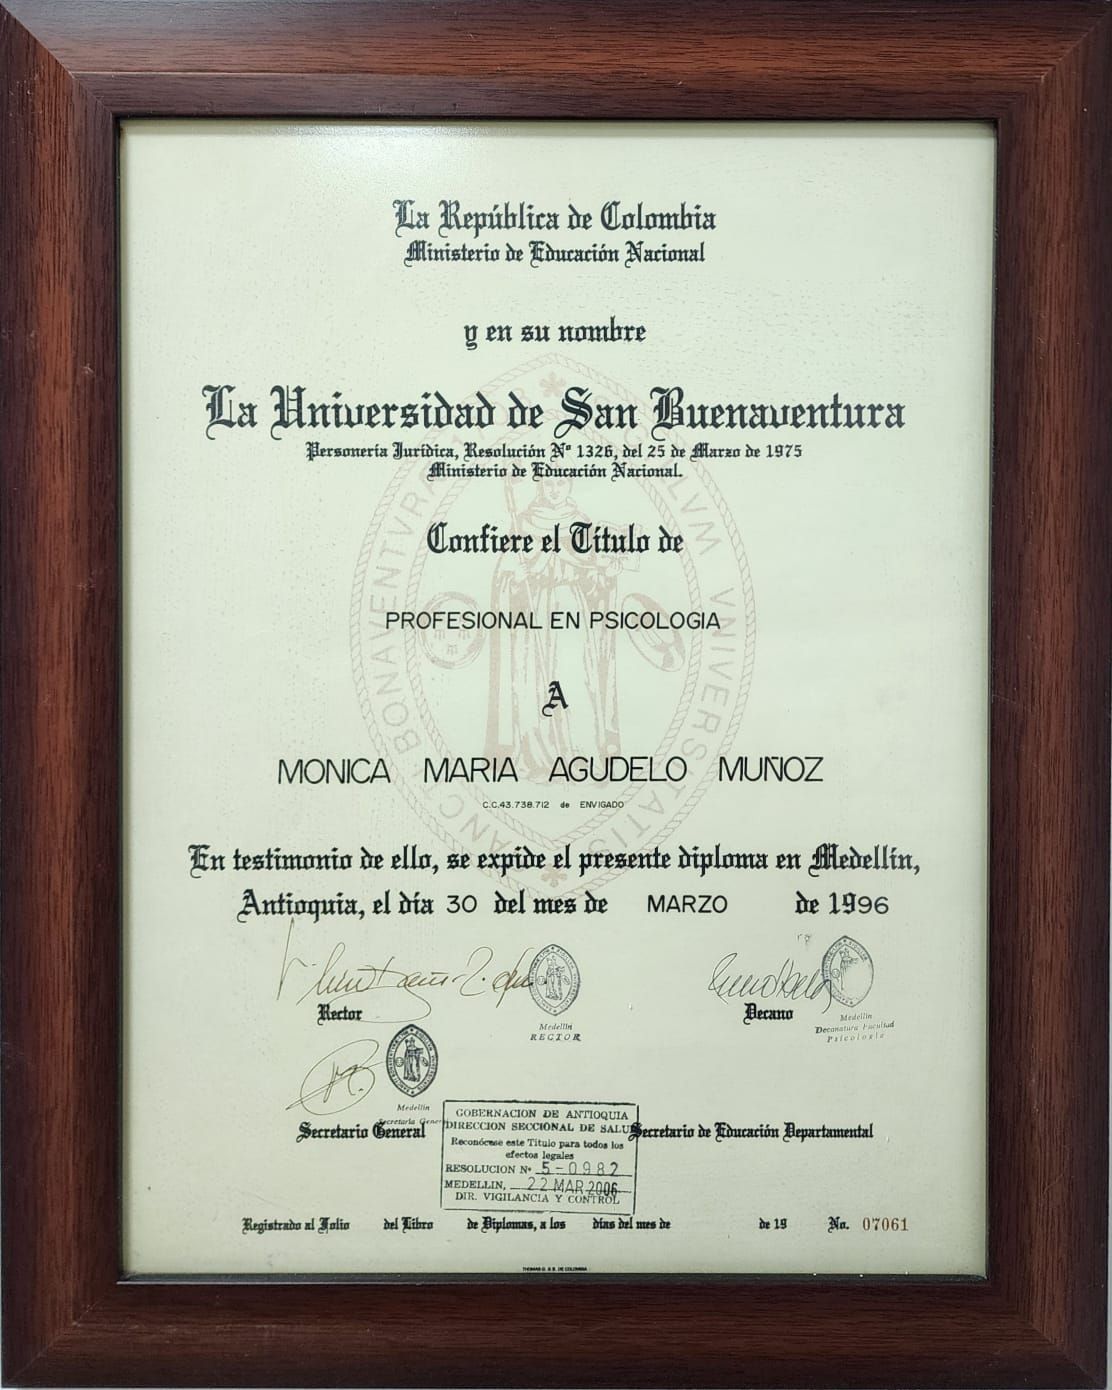 La República de Colombia
Ministerio de Educación Nacional
y en su nombre
La Universidad de San Buenaventura
Personería Jurídica, Resolución Nº 1326, del 25 de Marzo de 1975
Ministerio de Educación Nacional.
Confiere el Título de
PROFESIONAL EN PSICOLOGIA
A
MONICA MARIA AGUDELO MUÑOZ
C.C.43.738.712 de ENVIGADO
En testimonio de ello, se expide el presente diploma en Medellín,
Antioquia, el día 30 del mes de MARZO de 1996
Rector
Medellín
RECTOR
Decano
Medellín
Decanatura Facultad
Psicología
Medellín
Secretaría General
Secretario General
GOBERNACION DE ANTIOQUIA
DIRECCION SECCIONAL DE SALUD
Reconócese este Título para todos los
efectos legales
RESOLUCION Nº 5-0982
MEDELLIN, 22 MAR 2006
DIR. VIGILANCIA Y CONTROL
Secretario de Educación Departamental
Registrado al Folio del Libro de Diplomas, a los días del mes de de 19 No. 07061